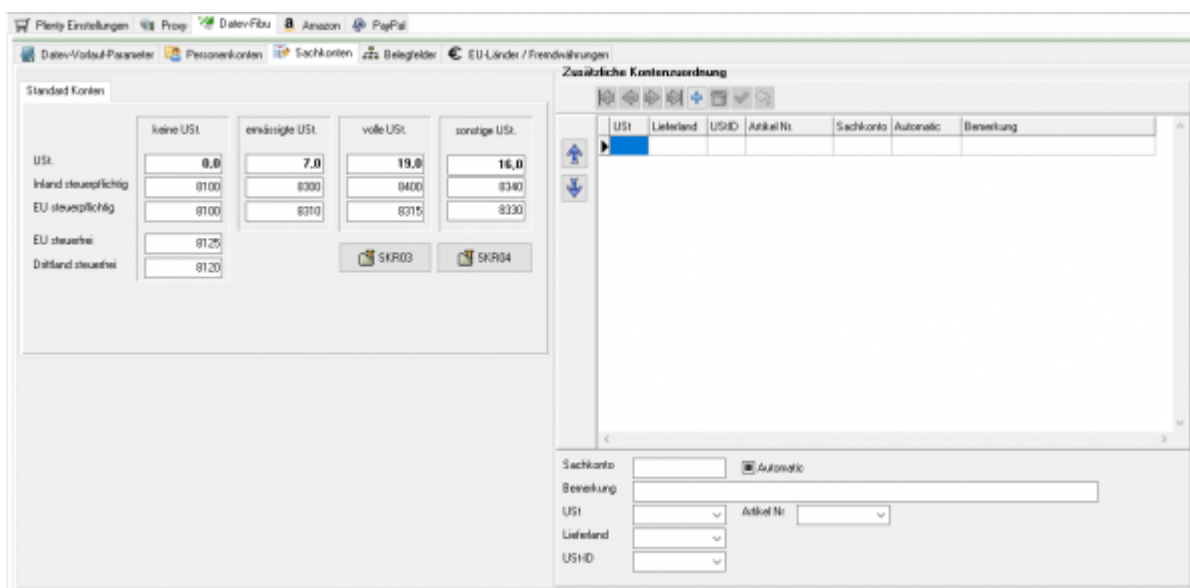 Plenty Einstellungen Proxy Datev-Fibu Amazon PayPal
Datev-Vorlauf-Parameter Personenkonten Sachkonten Belegfelder EU-Länder / Fremdwährungen
Standard Konten
keine USt. ermässigte USt. volle USt. sonstige USt.
USt. 0,0 7,0 19,0 16,0
Inland steuerpflichtig 8100 8300 8400 8340
EU steuerpflichtig 8100 8310 8315 8330
EU steuerfrei 8125
Drittland steuerfrei 8120
SKR03 SKR04
Zusätzliche Kontenzuordnung
USt Lieferland UStID Artikel Nr. Sachkonto Automatic Bemerkung
Sachkonto Automatic
Bemerkung
USt Artikel Nr
Lieferland
UStID